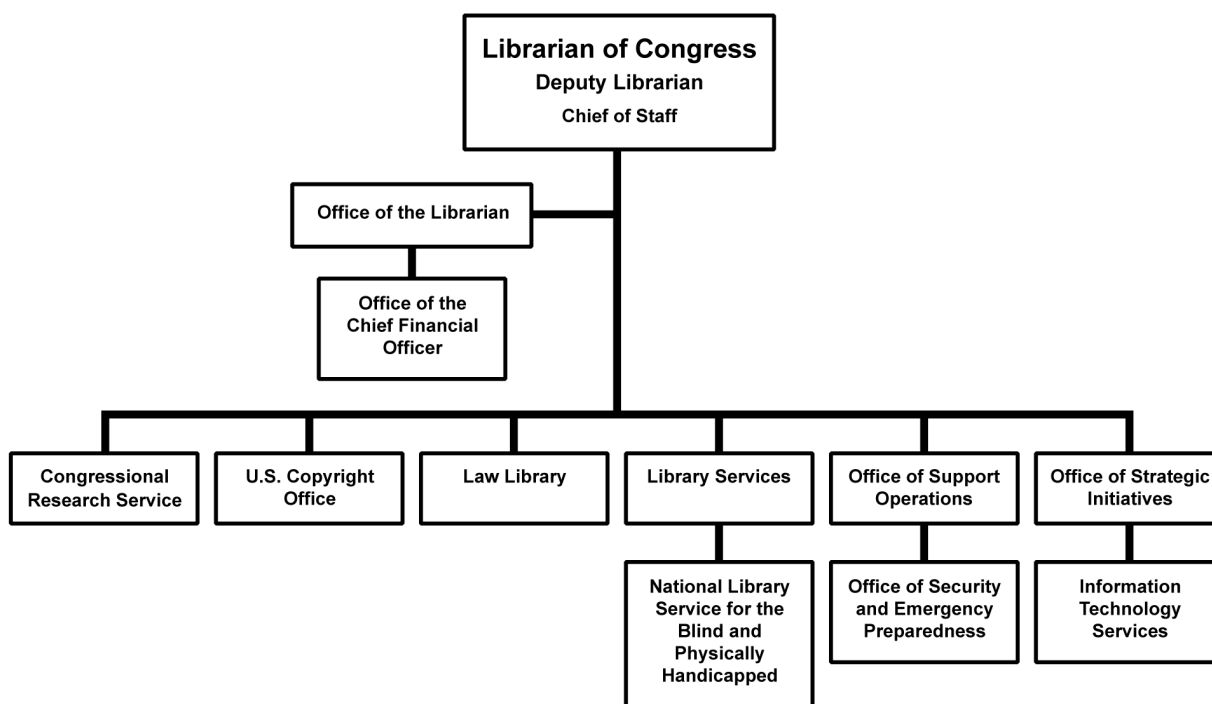 Librarian of Congress
Deputy Librarian
Chief of Staff
Office of the Librarian
Office of the
Chief Financial
Officer
Congressional
Research Service
U.S. Copyright
Office
Law Library
Library Services
Office of Support
Operations
Office of Strategic
Initiatives
National Library
Service for the
Blind and
Physically
Handicapped
Office of Security
and Emergency
Preparedness
Information
Technology
Services